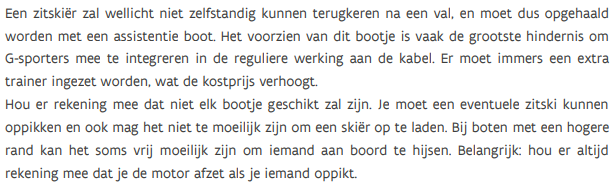 Een zitskiër zal wellicht niet zelfstandig kunnen terugkeren na een val, en moet dus opgehaald
worden met een assistentie boot. Het voorzien van dit bootje is vaak de grootste hindernis om
G-sporters mee te integreren in de reguliere werking aan de kabel. Er moet immers een extra
trainer ingezet worden, wat de kostprijs verhoogt.
Hou er rekening mee dat niet elk bootje geschikt zal zijn. Je moet een eventuele zitski kunnen
oppikken en ook mag het niet te moeilijk zijn om een skiër op te laden. Bij boten met een hogere
rand kan het soms vrij moeilijk zijn om iemand aan boord te hijsen. Belangrijk: hou er altijd
rekening mee dat je de motor afzet als je iemand oppikt.